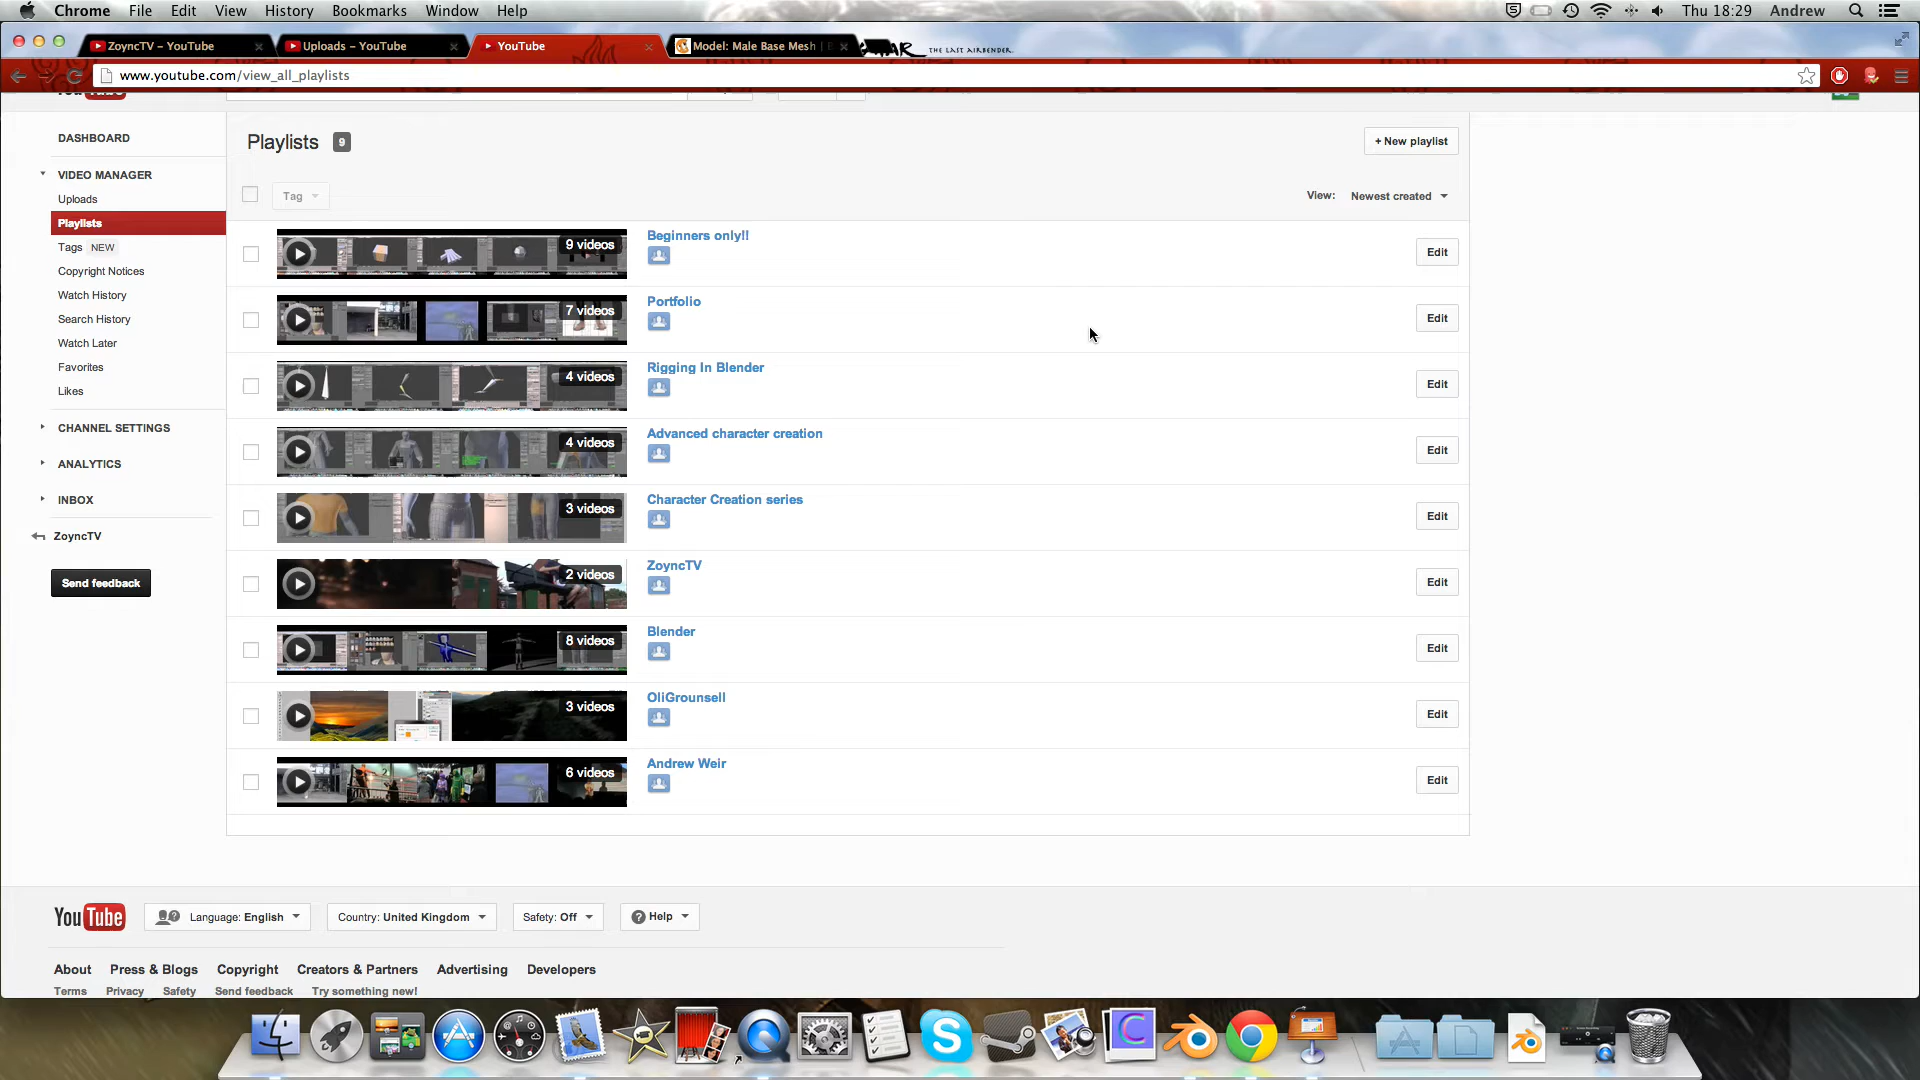 Chrome File Edit View History Bookmarks Window Help Thu 18:29 Andrew
ZoyncTV – YouTube Uploads – YouTube YouTube Model: Male Base Mesh THE LAST AIRBENDER.
www.youtube.com/view_all_playlists
DASHBOARD
VIDEO MANAGER
Uploads
Playlists
Tags NEW
Copyright Notices
Watch History
Search History
Watch Later
Favorites
Likes
CHANNEL SETTINGS
ANALYTICS
INBOX
ZoyncTV
Send feedback
Playlists 9
+ New playlist
Tag
View: Newest created
9 videos Beginners only!! Edit
7 videos Portfolio Edit
4 videos Rigging In Blender Edit
4 videos Advanced character creation Edit
3 videos Character Creation series Edit
2 videos ZoyncTV Edit
8 videos Blender Edit
3 videos OliGrounsell Edit
6 videos Andrew Weir Edit
YouTube Language: English Country: United Kingdom Safety: Off Help
About Press & Blogs Copyright Creators & Partners Advertising Developers
Terms Privacy Safety Send feedback Try something new!